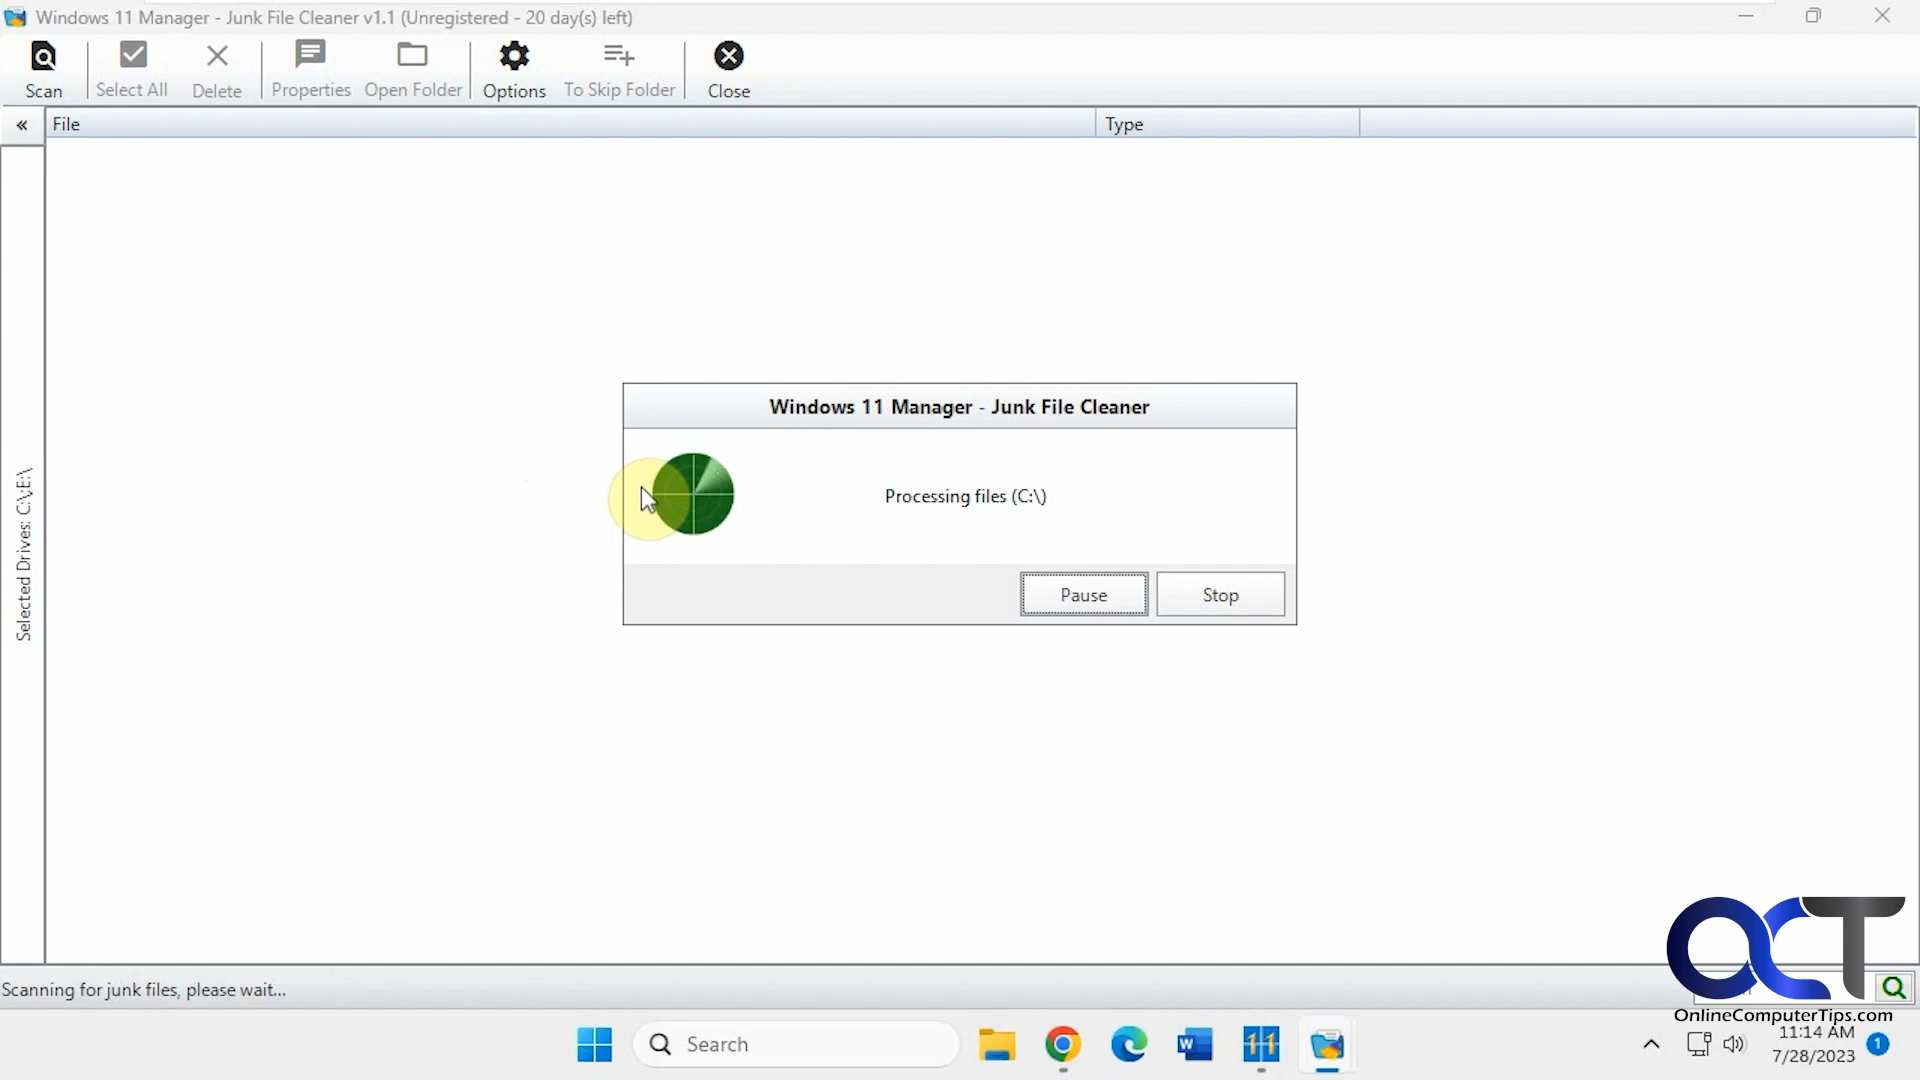 Windows 11 Manager - Junk File Cleaner v1.1 (Unregistered - 20 day(s) left)
Scan Select All Delete Properties Open Folder Options To Skip Folder Close
« File Type
Windows 11 Manager - Junk File Cleaner
Processing files (C:\)
Pause Stop
Selected Drives: C:\E:\
Scanning for junk files, please wait...
OCT
OnlineComputerTips.com
Search
W 11
11:14 AM
7/28/2023 1